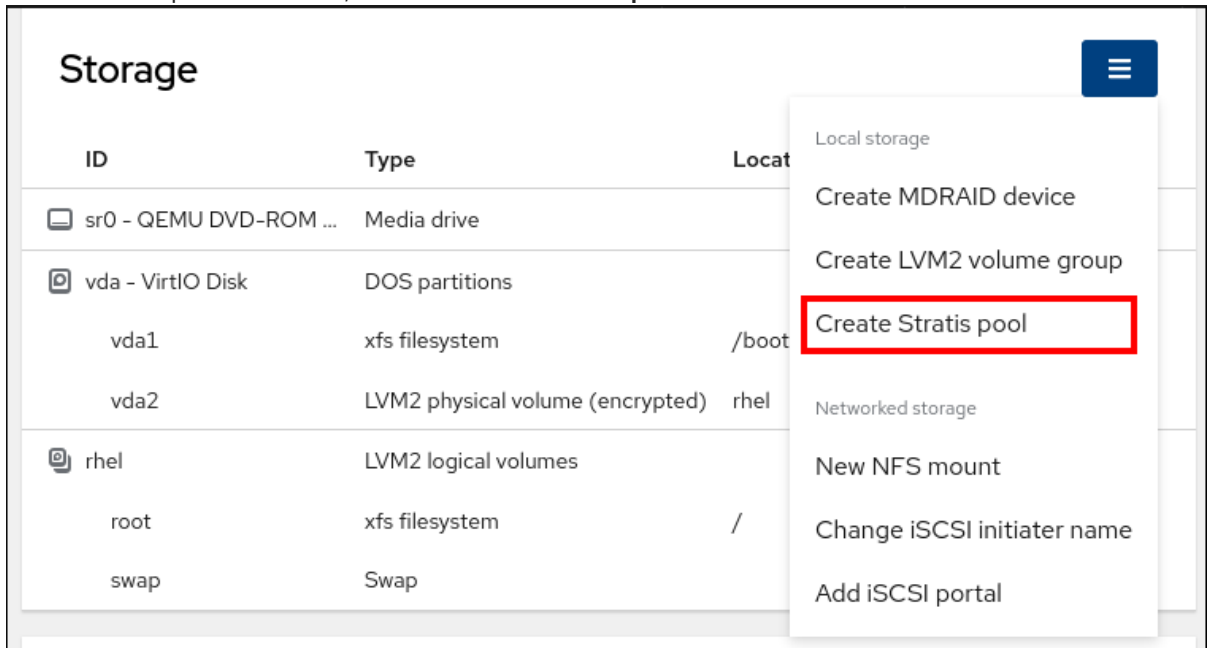 Storage
ID Type Locat
sr0 - QEMU DVD-ROM ... Media drive
vda - VirtIO Disk DOS partitions
vda1 xfs filesystem /boot
vda2 LVM2 physical volume (encrypted) rhel
rhel LVM2 logical volumes
root xfs filesystem /
swap Swap
Local storage
Create MDRAID device
Create LVM2 volume group
Create Stratis pool
Networked storage
New NFS mount
Change iSCSI initiater name
Add iSCSI portal